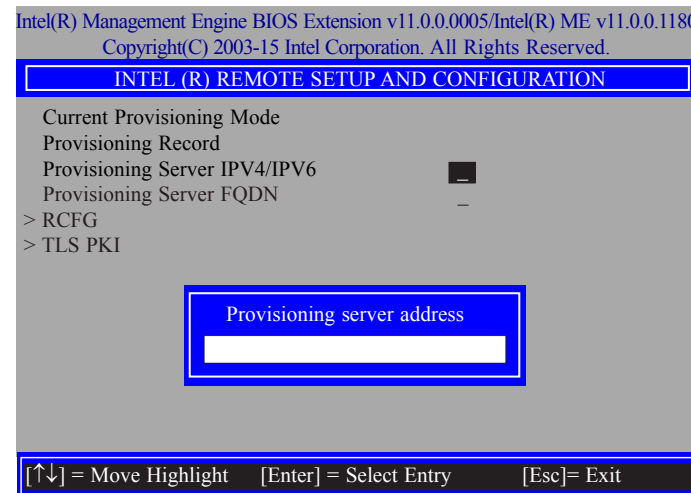 Intel(R) Management Engine BIOS Extension v11.0.0.0005/Intel(R) ME v11.0.0.1180
Copyright(C) 2003-15 Intel Corporation. All Rights Reserved.
INTEL (R) REMOTE SETUP AND CONFIGURATION
Current Provisioning Mode
Provisioning Record
Provisioning Server IPV4/IPV6 _
Provisioning Server FQDN _
> RCFG
> TLS PKI
Provisioning server address
[↑↓] = Move Highlight [Enter] = Select Entry [Esc]= Exit